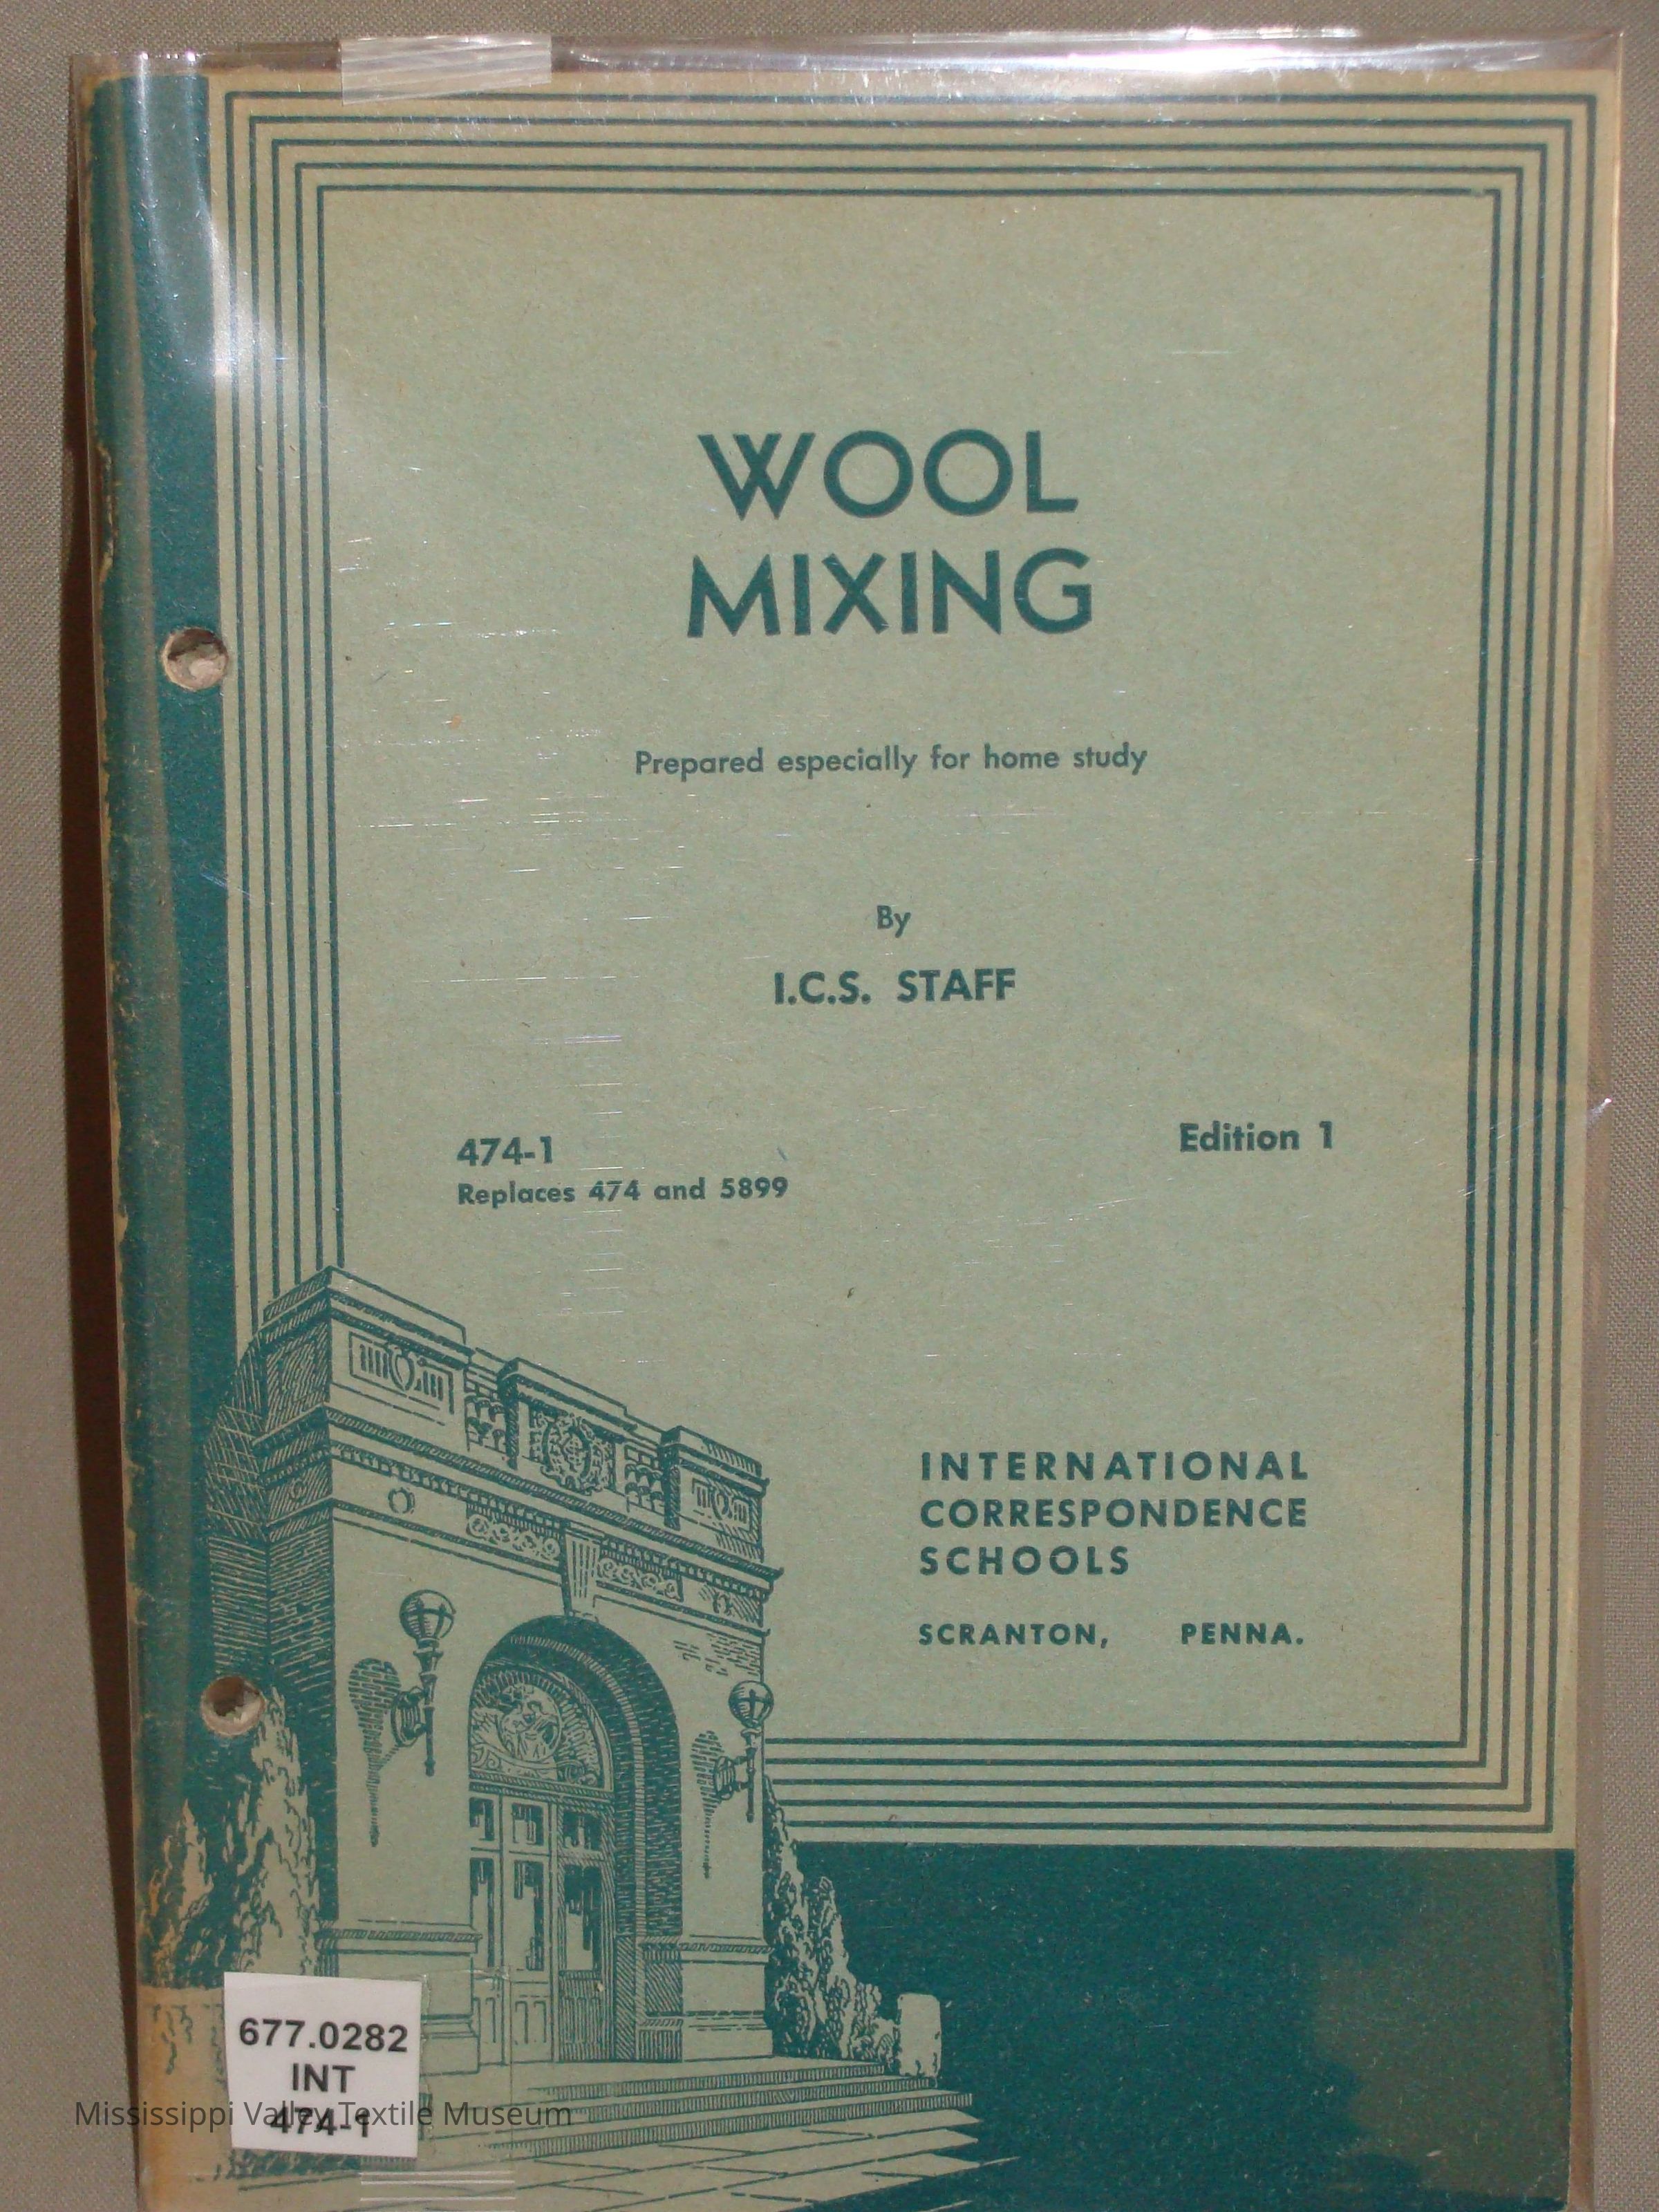 WOOL
MIXING
Prepared especially for home study
By
I.C.S. STAFF
474-1
Edition 1
Replaces 474 and 5899
INTERNATIONAL
CORRESPONDENCE
SCHOOLS
SCRANTON, PENNA.
677.0282
INT
474-1
Mississippi Valley Textile Museum